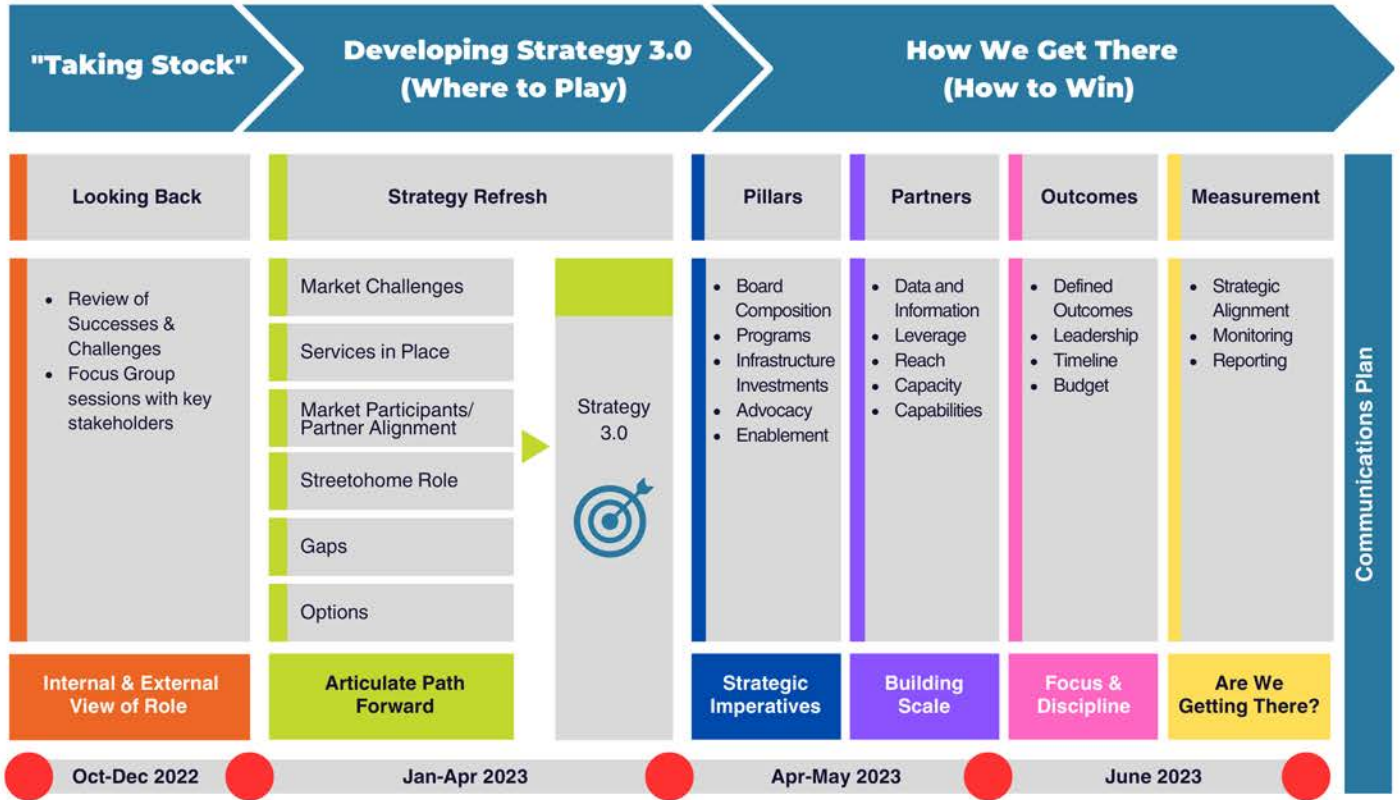 "Taking Stock"
Developing Strategy 3.0
(Where to Play)
How We Get There
(How to Win)
Looking Back
Strategy Refresh
Pillars
Partners
Outcomes
Measurement
• Review of
Successes &
Challenges
• Focus Group
sessions with key
stakeholders
Market Challenges
Services in Place
Market Participants/
Partner Alignment
Streetohome Role
Gaps
Options
Strategy
3.0
• Board
Composition
• Programs
• Infrastructure
Investments
• Advocacy
• Enablement
• Data and
Information
• Leverage
• Reach
• Capacity
• Capabilities
• Defined
Outcomes
• Leadership
• Timeline
• Budget
• Strategic
Alignment
• Monitoring
• Reporting
Communications Plan
Internal & External
View of Role
Articulate Path
Forward
Strategic
Imperatives
Building
Scale
Focus &
Discipline
Are We
Getting There?
Oct-Dec 2022
Jan-Apr 2023
Apr-May 2023
June 2023